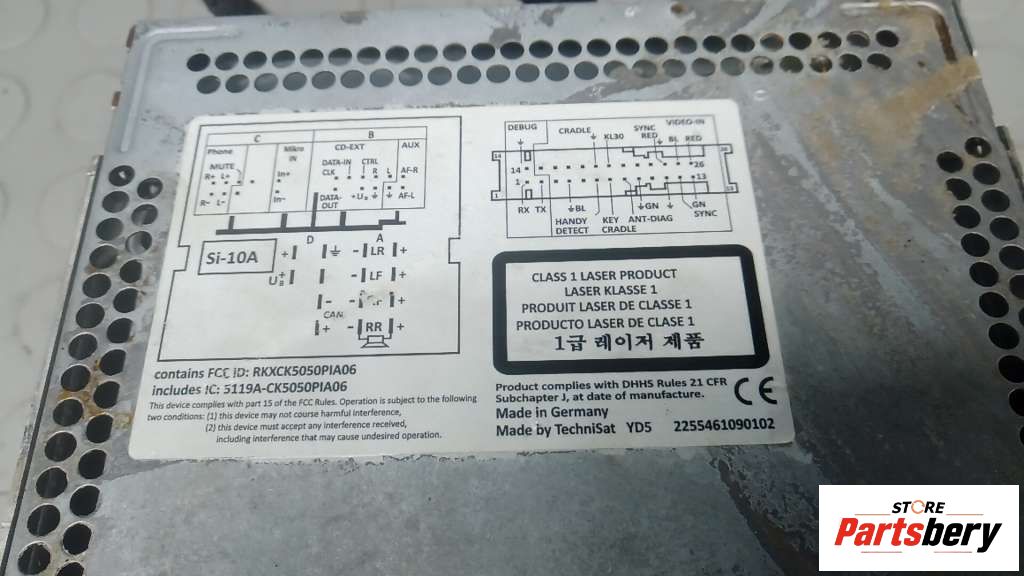 C
B
Phone
Mikro
IN
CD-EXT
AUX
MUTE
DATA-IN
CTRL
R+ L+
In+
CLK
R L
AF-R
R- L-
In-
DATA-
OUT
AF-L
D
A
Si-10A
+
- LR +
- LF +
- +
CAN
+ - RR +
DEBUG
CRADLE
KL30
SYNC
RED
VIDEO-IN
BL RED
14
26
1
13
RX TX
BL
GN
GN
SYNC
HANDY
DETECT
KEY
CRADLE
ANT-DIAG
CLASS 1 LASER PRODUCT
LASER KLASSE 1
PRODUIT LASER DE CLASSE 1
PRODUCTO LASER DE CLASE 1
1급 레이저 제품
contains FCC ID: RKXCK5050PIA06
includes IC: 5119A-CK5050PIA06
This device complies with part 15 of the FCC Rules. Operation is subject to the following
two conditions: (1) this device may not course harmful interference,
(2) this device must accept any interference received,
including interference that may cause undesired operation.
Product complies with DHHS Rules 21 CFR
Subchapter J, at date of manufacture.
CE
Made in Germany
Made by TechniSat YD5 2255461090102
STORE
Partsbery